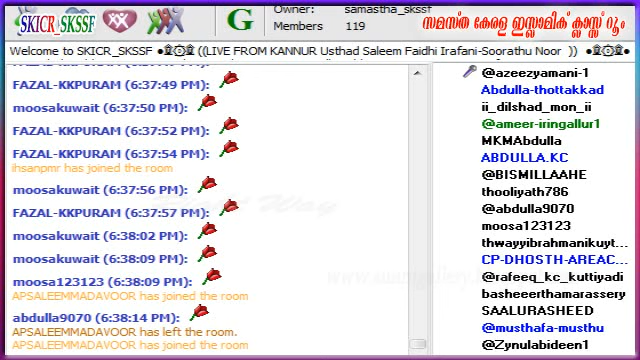 SKICR_SKSSF
G
Owner: samastha_skssf
Members 119
സമസ്ത കേരള ഇസ്ലാമിക് ക്ലാസ്സ് റൂം
Welcome to SKICR_SKSSF ●۩۞۩ ((LIVE FROM KANNUR Usthad Saleem Faidhi Irafani-Soorathu Noor )) ●۩۞۩
FAZAL-KKPURAM (6:37:49 PM):
moosakuwait (6:37:50 PM):
FAZAL-KKPURAM (6:37:52 PM):
FAZAL-KKPURAM (6:37:54 PM):
ihsanpmr has joined the room
moosakuwait (6:37:56 PM):
FAZAL-KKPURAM (6:37:57 PM):
moosakuwait (6:38:02 PM):
moosakuwait (6:38:09 PM):
moosa123123 (6:38:09 PM):
APSALEEMMADAVOOR has joined the room
abdulla9070 (6:38:14 PM):
APSALEEMMADAVOOR has left the room.
APSALEEMMADAVOOR has joined the room
@azeezyamani-1
Abdulla-thottakkad
ii_dilshad_mon_ii
@ameer-iringallur1
MKMAbdulla
ABDULLA.KC
@BISMILLAAHE
thooliyath786
@abdulla9070
moosa123123
thwayyibrahmanikuyt...
CP-DHOSTH-AREAC...
@rafeeq_kc_kuttiyadi
basheeerthamarassery
SAALURASHEED
@musthafa-musthu
@Zynulabideen1